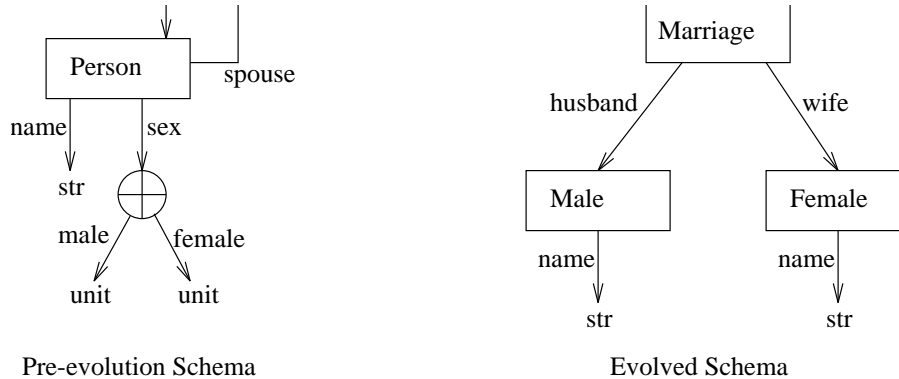 Person
spouse
name
sex
str
male
female
unit
unit
Pre-evolution Schema
Marriage
husband
wife
Male
Female
name
name
str
str
Evolved Schema